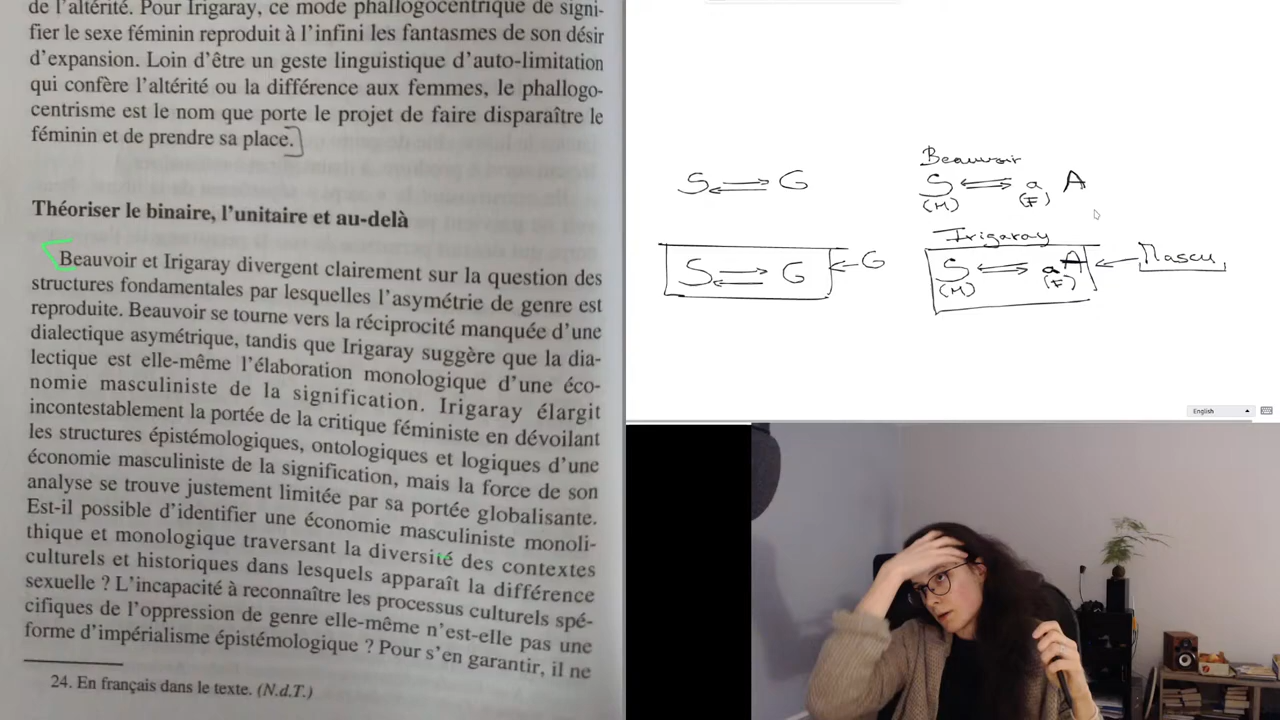 de l'altérité. Pour Irigaray, ce mode phallogocentrique de signi-
fier le sexe féminin reproduit à l'infini les fantasmes de son désir
d'expansion. Loin d'être un geste linguistique d'auto-limitation
qui confère l'altérité ou la différence aux femmes, le phallogo-
centrisme est le nom que porte le projet de faire disparaître le
féminin et de prendre sa place.
Théoriser le binaire, l'unitaire et au-delà
Beauvoir et Irigaray divergent clairement sur la question des
structures fondamentales par lesquelles l'asymétrie de genre est
reproduite. Beauvoir se tourne vers la réciprocité manquée d'une
dialectique asymétrique, tandis que Irigaray suggère que la dia-
lectique est elle-même l'élaboration monologique d'une éco-
nomie masculiniste de la signification. Irigaray élargit
incontestablement la portée de la critique féministe en dévoilant
les structures épistémologiques, ontologiques et logiques d'une
économie masculiniste de la signification, mais la force de son
analyse se trouve justement limitée par sa portée globalisante.
Est-il possible d'identifier une économie masculiniste monoli-
thique et monologique traversant la diversité des contextes
culturels et historiques dans lesquels apparaît la différence
sexuelle ? L'incapacité à reconnaître les processus culturels spé-
cifiques de l'oppression de genre elle-même n'est-elle pas une
forme d'impérialisme épistémologique ? Pour s'en garantir, il ne
24. En français dans le texte. (N.d.T.)
S ⇄ G
Beauvoir
S ⇄ a, A
(M) (F)
S ⇄ G ← G
Irigaray
S ⇄ a A ← Mascu
(M) (F)
English